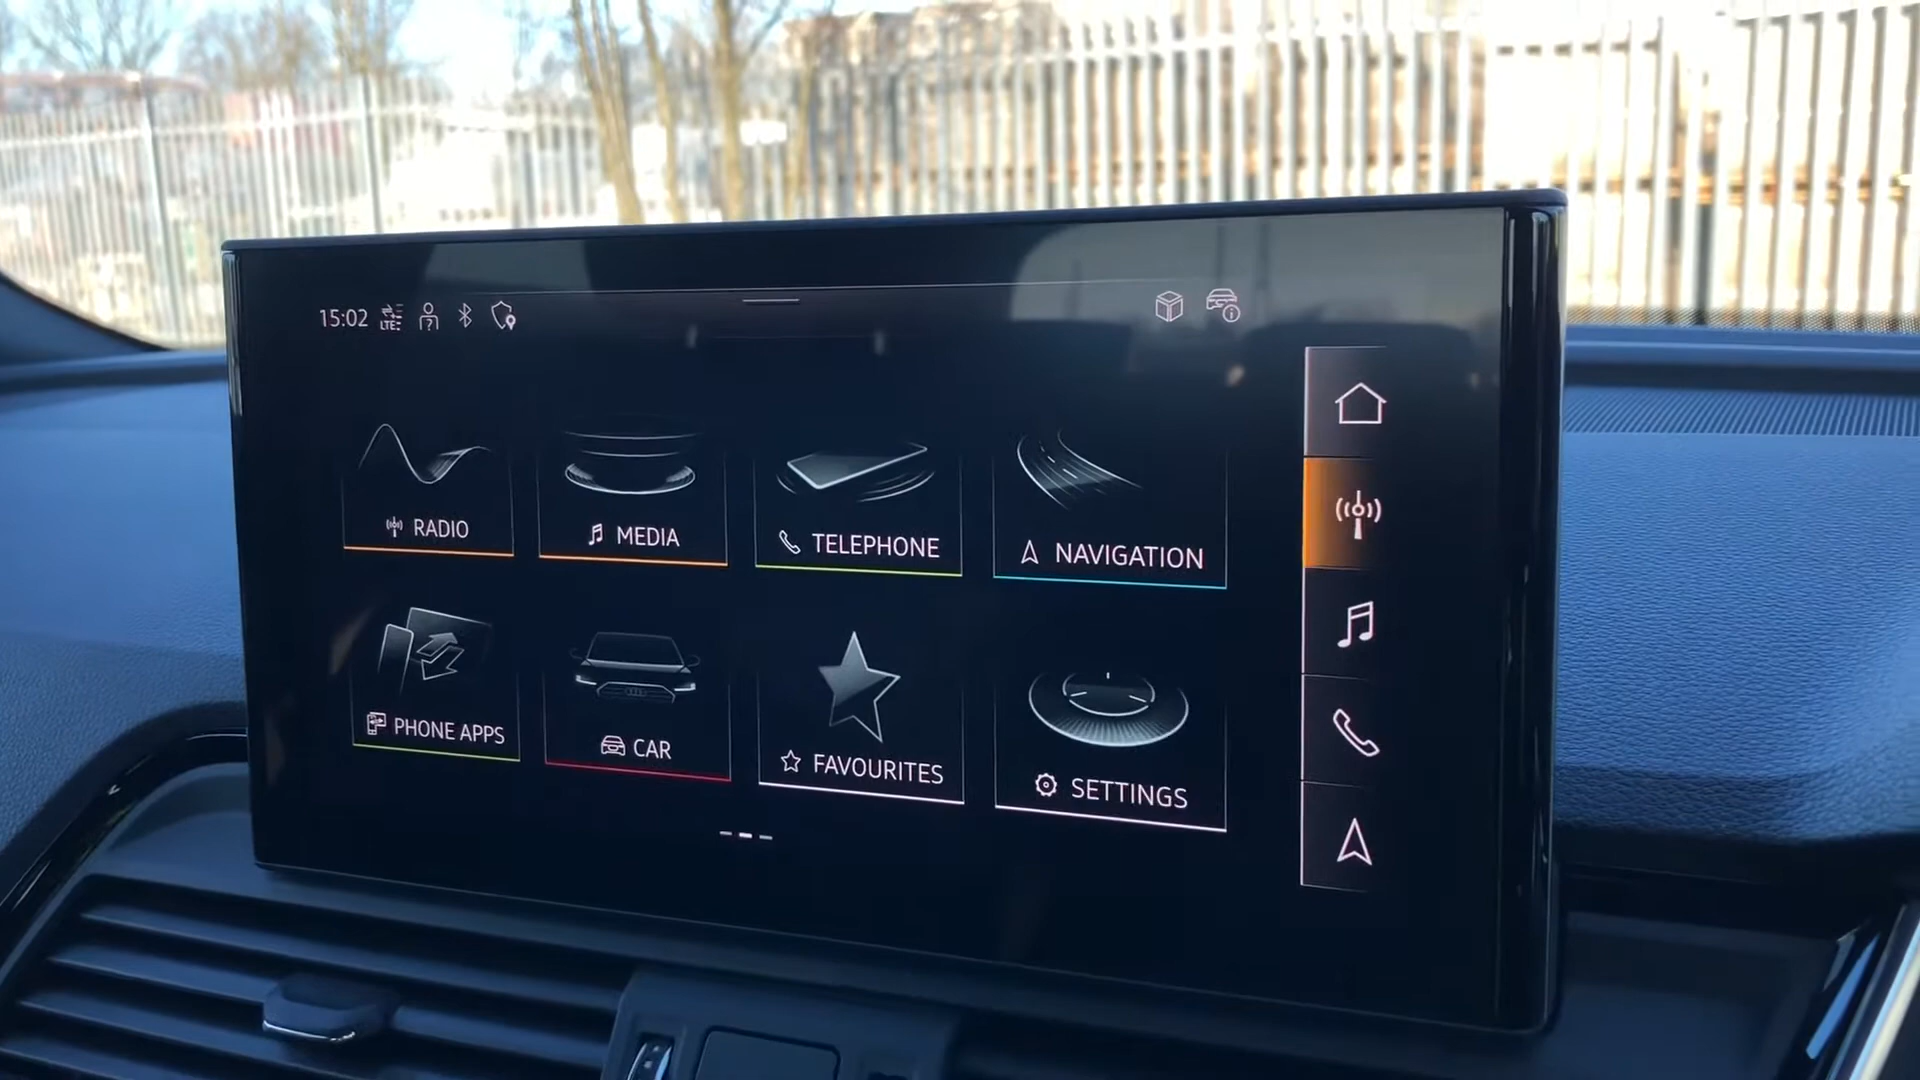 15:02 LTE
RADIO
MEDIA
TELEPHONE
NAVIGATION
PHONE APPS
CAR
FAVOURITES
SETTINGS